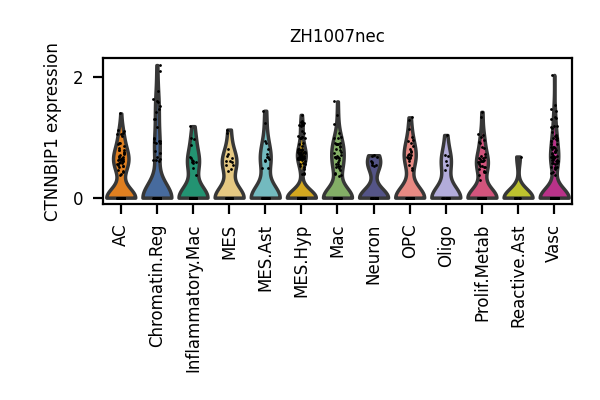 ZH1007nec
CTNNBIP1 expression
2
0
AC
Chromatin.Reg
Inflammatory.Mac
MES
MES.Ast
MES.Hyp
Mac
Neuron
OPC
Oligo
Prolif.Metab
Reactive.Ast
Vasc